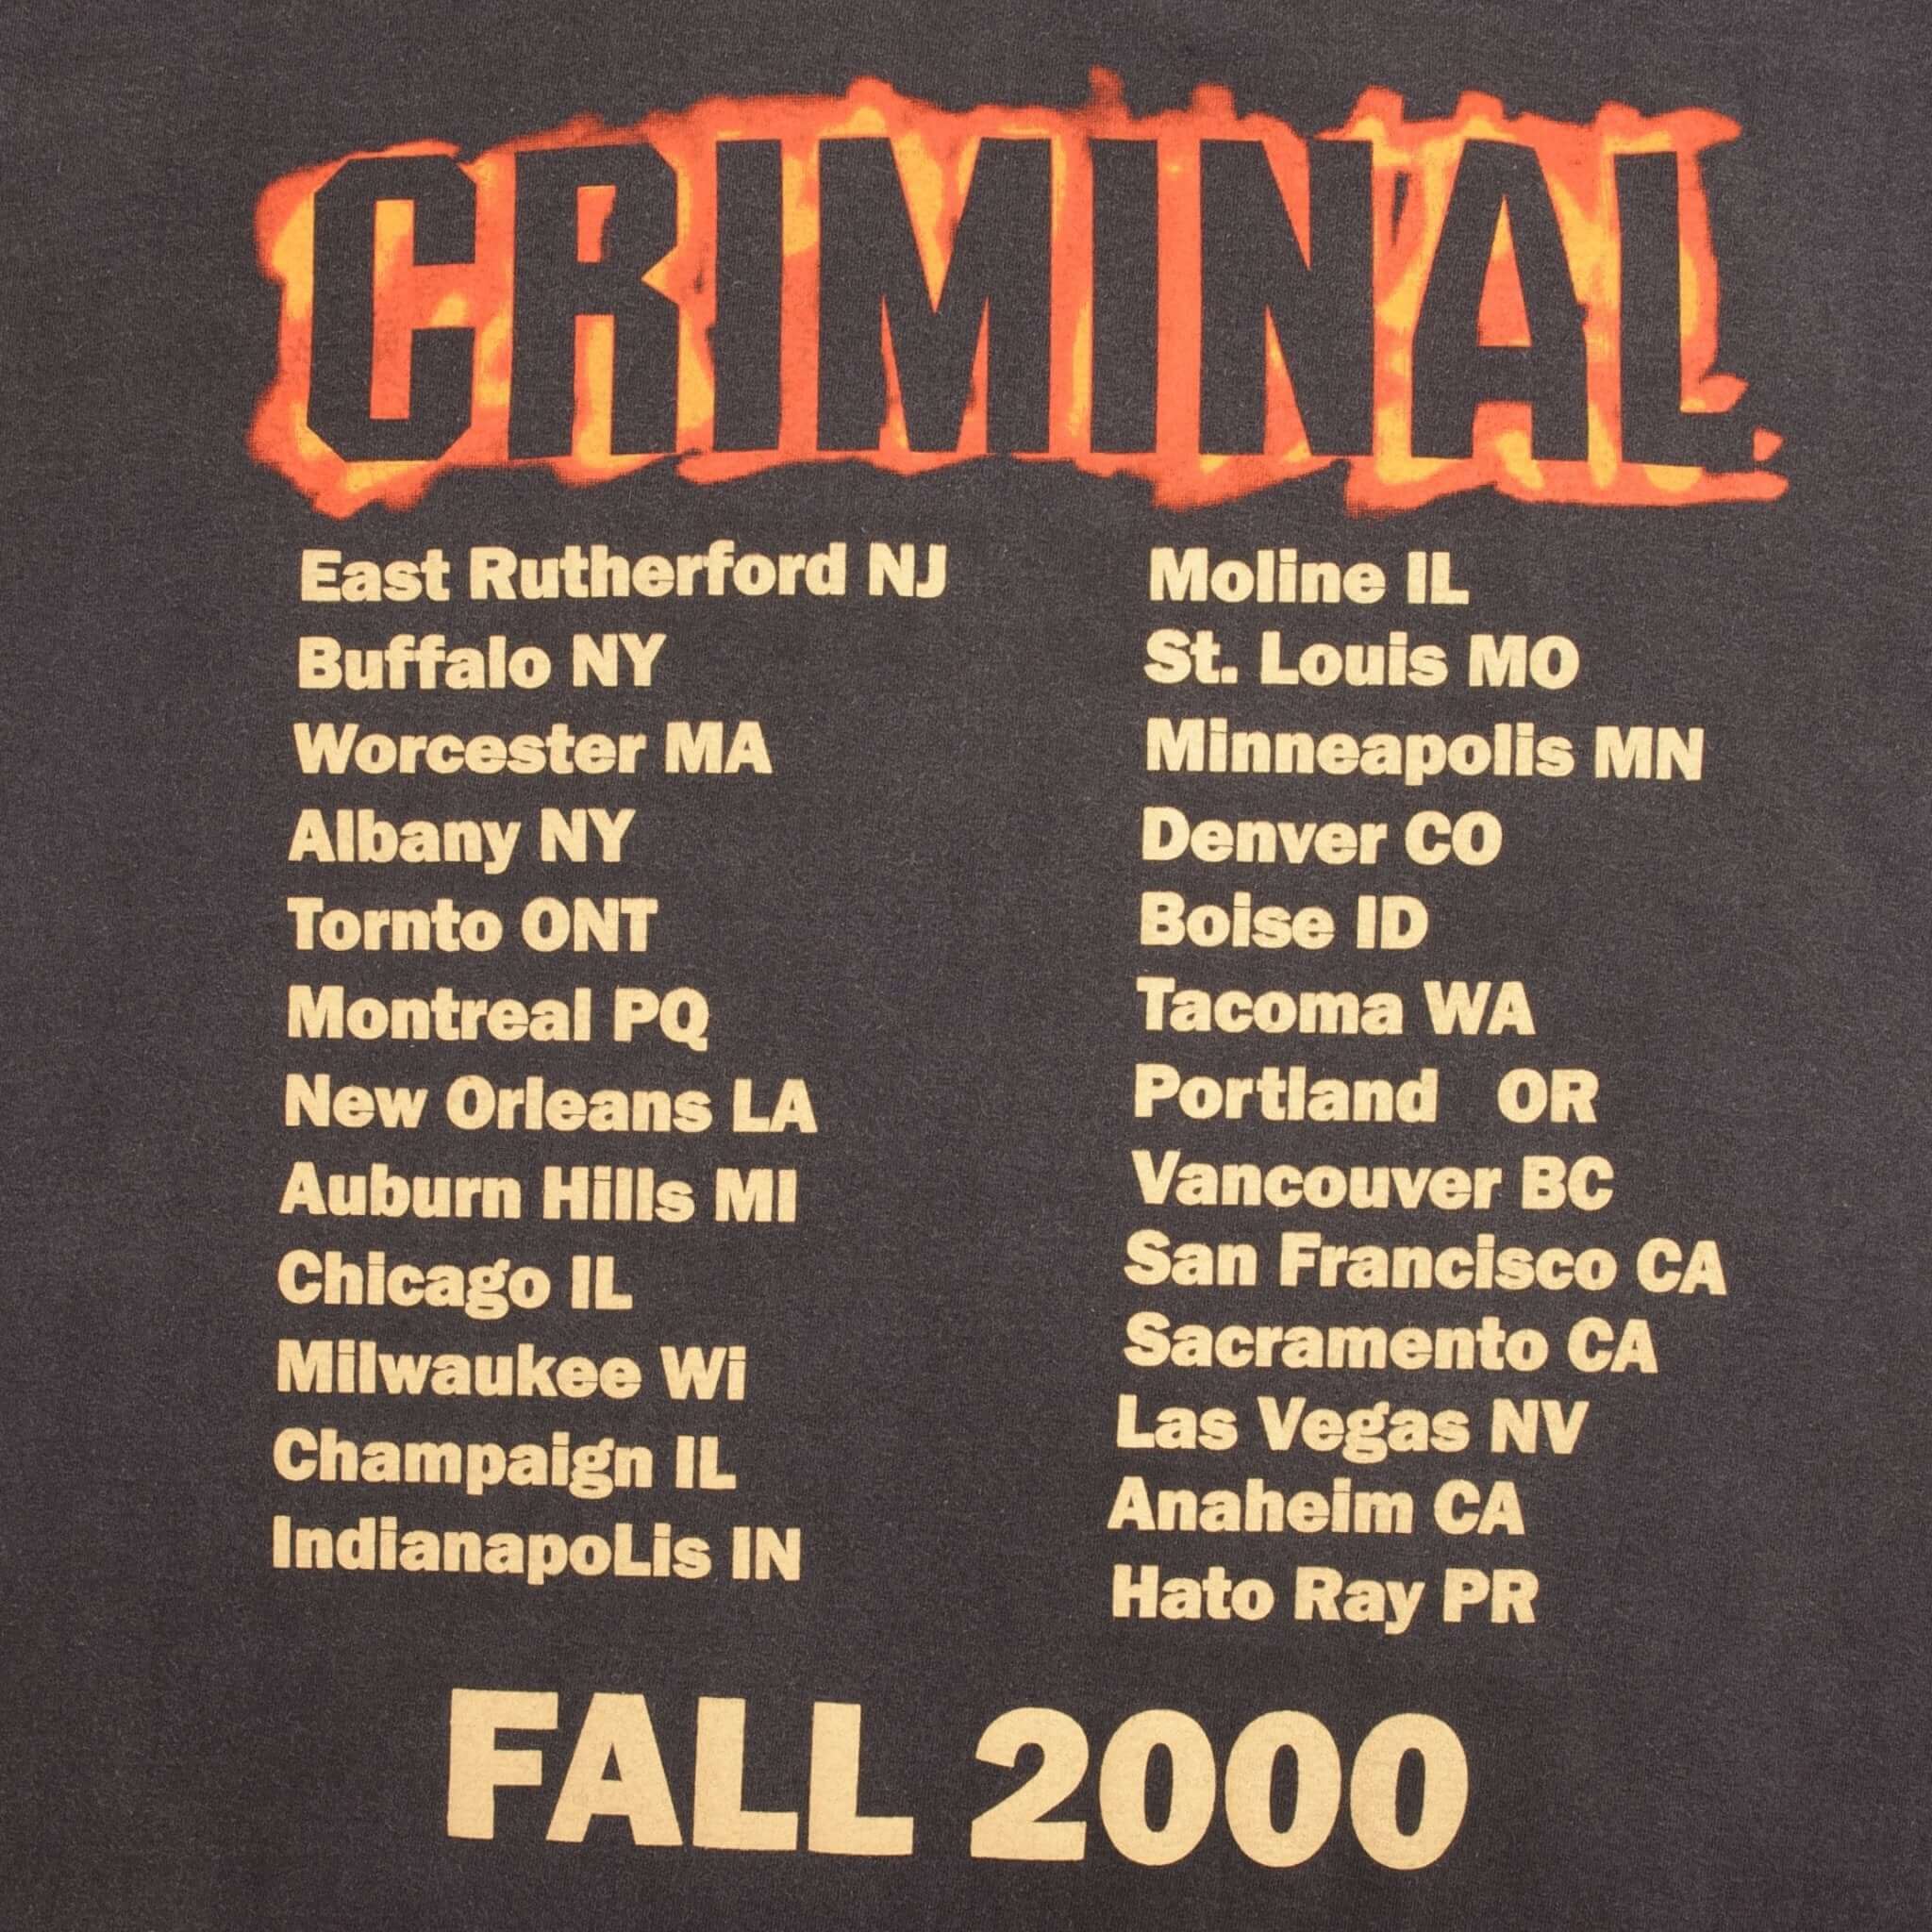 CRIMINAL
East Rutherford NJ
Buffalo NY
Worcester MA
Albany NY
Tornto ONT
Montreal PQ
New Orleans LA
Auburn Hills MI
Chicago IL
Milwaukee Wi
Champaign IL
IndianapoLis IN
Moline IL
St. Louis MO
Minneapolis MN
Denver CO
Boise ID
Tacoma WA
Portland OR
Vancouver BC
San Francisco CA
Sacramento CA
Las Vegas NV
Anaheim CA
Hato Ray PR
FALL 2000